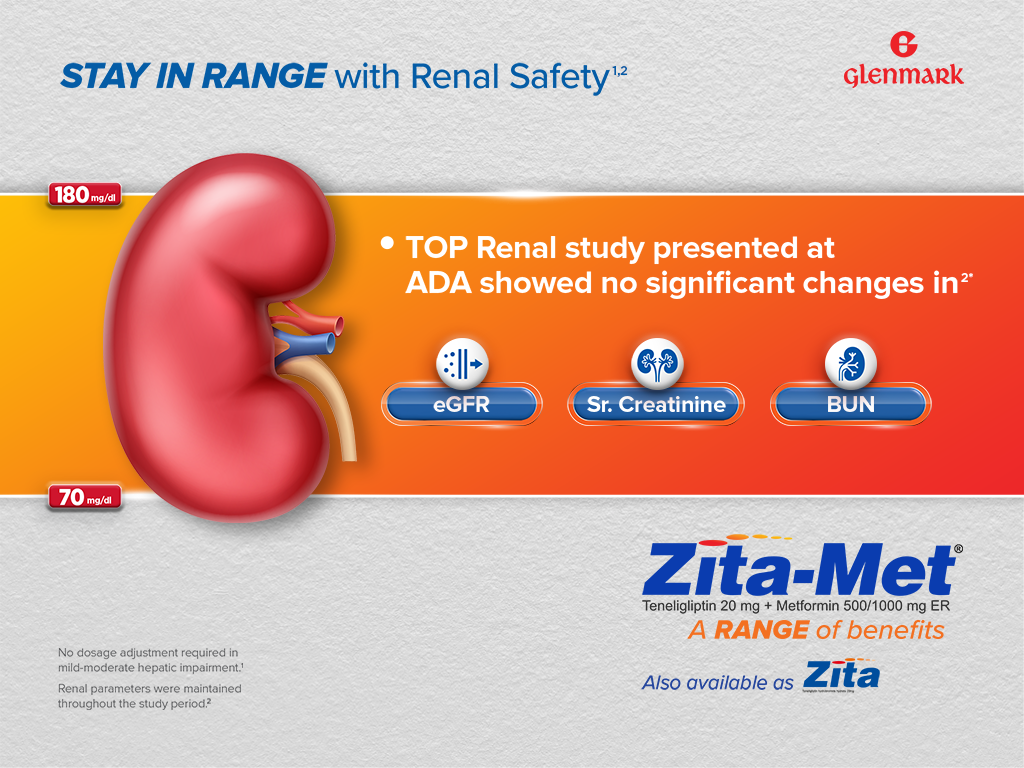 STAY IN RANGE with Renal Safety1,2
GLENMARK
180 mg/dl
• TOP Renal study presented at
ADA showed no significant changes in2*
eGFR
Sr. Creatinine
BUN
70 mg/dl
Zita-Met®
Teneligliptin 20 mg + Metformin 500/1000 mg ER
A RANGE of benefits
No dosage adjustment required in
mild-moderate hepatic impairment.1
Renal parameters were maintained
throughout the study period.2
Also available as Zita